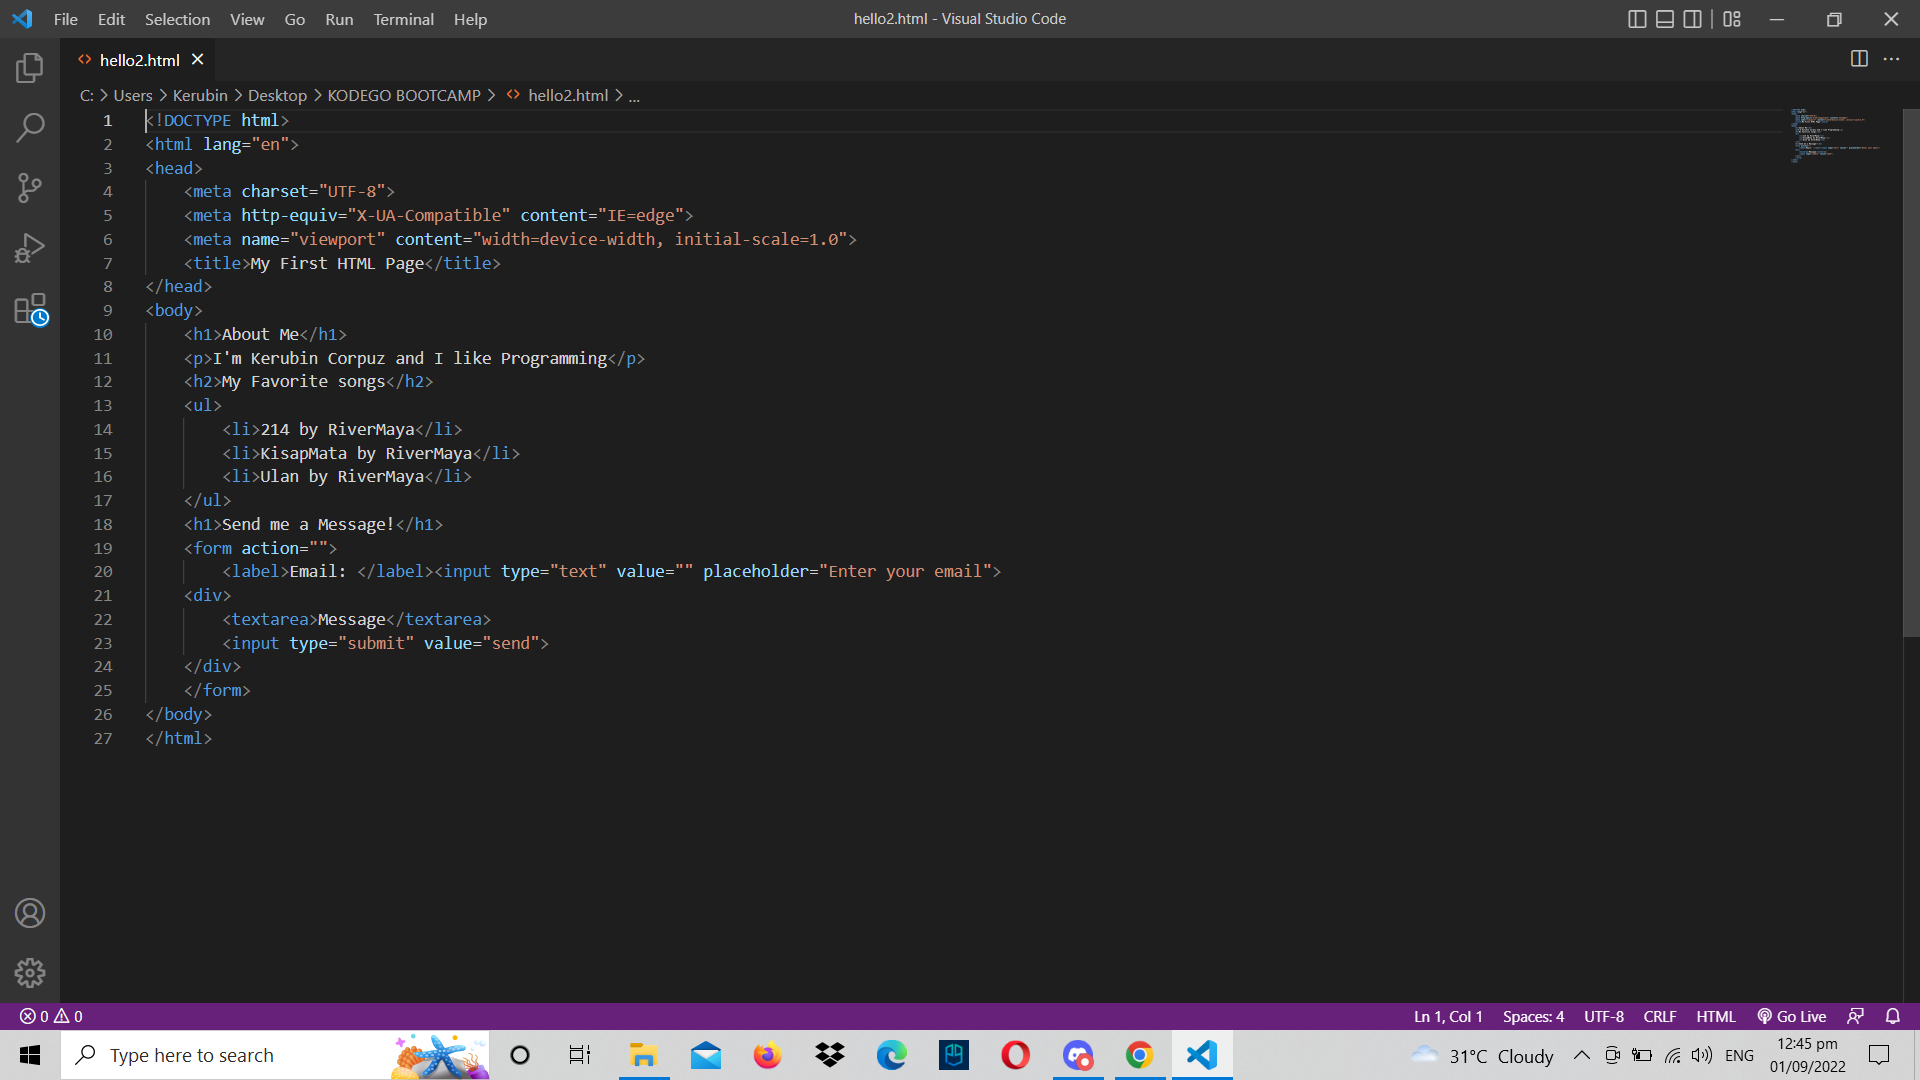 File Edit Selection View Go Run Terminal Help hello2.html - Visual Studio Code
hello2.html
C: > Users > Kerubin > Desktop > KODEGO BOOTCAMP > hello2.html > ...
1 <!DOCTYPE html>
2 <html lang="en">
3 <head>
4 <meta charset="UTF-8">
5 <meta http-equiv="X-UA-Compatible" content="IE=edge">
6 <meta name="viewport" content="width=device-width, initial-scale=1.0">
7 <title>My First HTML Page</title>
8 </head>
9 <body>
10 <h1>About Me</h1>
11 <p>I'm Kerubin Corpuz and I like Programming</p>
12 <h2>My Favorite songs</h2>
13 <ul>
14 <li>214 by RiverMaya</li>
15 <li>KisapMata by RiverMaya</li>
16 <li>Ulan by RiverMaya</li>
17 </ul>
18 <h1>Send me a Message!</h1>
19 <form action="">
20 <label>Email: </label><input type="text" value="" placeholder="Enter your email">
21 <div>
22 <textarea>Message</textarea>
23 <input type="submit" value="send">
24 </div>
25 </form>
26 </body>
27 </html>
0 0 Ln 1, Col 1 Spaces: 4 UTF-8 CRLF HTML Go Live
Type here to search 31°C Cloudy ENG 12:45 pm
01/09/2022